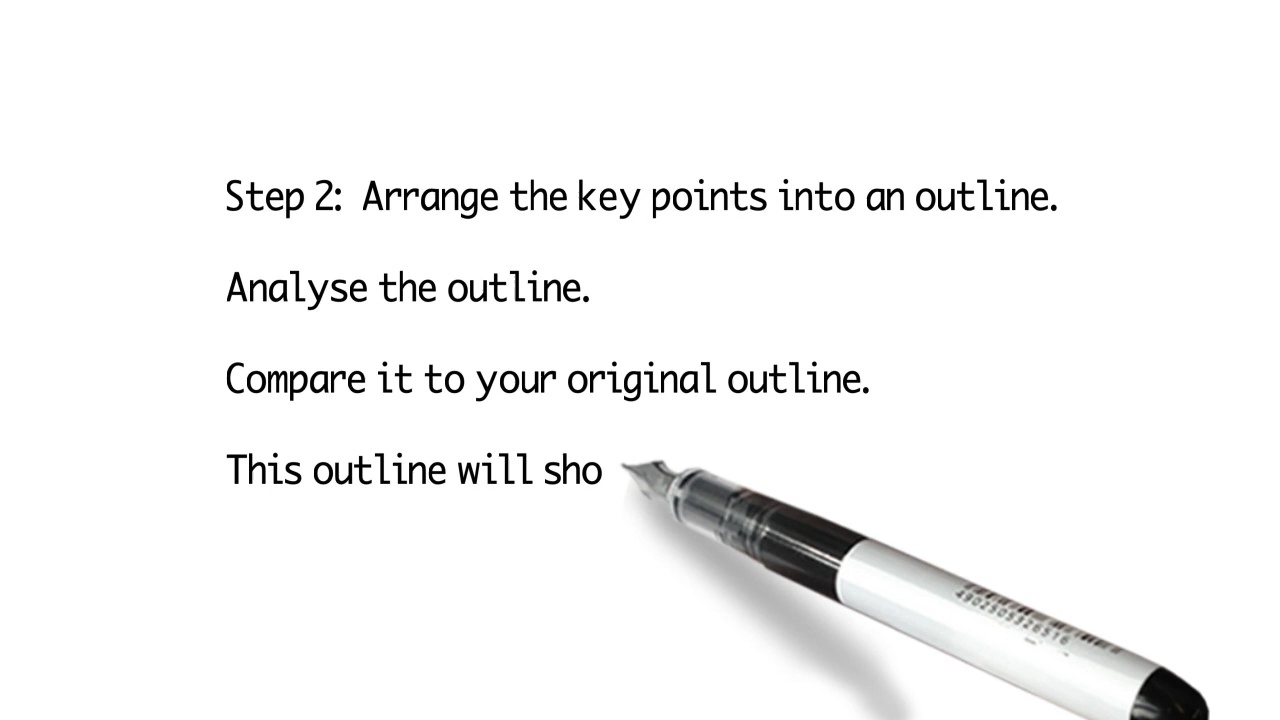 Step 2: Arrange the key points into an outline.
Analyse the outline.
Compare it to your original outline.
This outline will sho
4902505326516